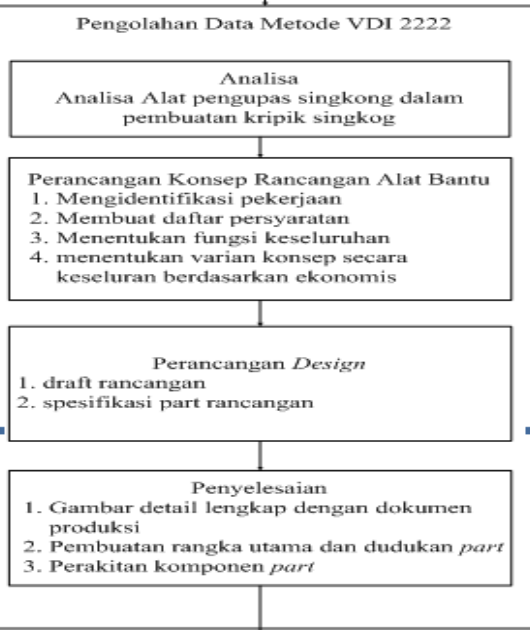 Pengolahan Data Metode VDI 2222
Analisa
Analisa Alat pengupas singkong dalam
pembuatan kripik singkog
Perancangan Konsep Rancangan Alat Bantu
1. Mengidentifikasi pekerjaan
2. Membuat daftar persyaratan
3. Menentukan fungsi keseluruhan
4. menentukan varian konsep secara
keseluran berdasarkan ekonomis
Perancangan Design
1. draft rancangan
2. spesifikasi part rancangan
Penyelesaian
1. Gambar detail lengkap dengan dokumen
produksi
2. Pembuatan rangka utama dan dudukan part
3. Perakitan komponen part